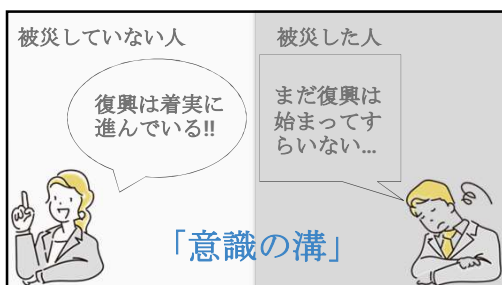 被災していない人
復興は着実に
進んでいる!!
被災した人
まだ復興は
始まってす
らいない...
「意識の溝」